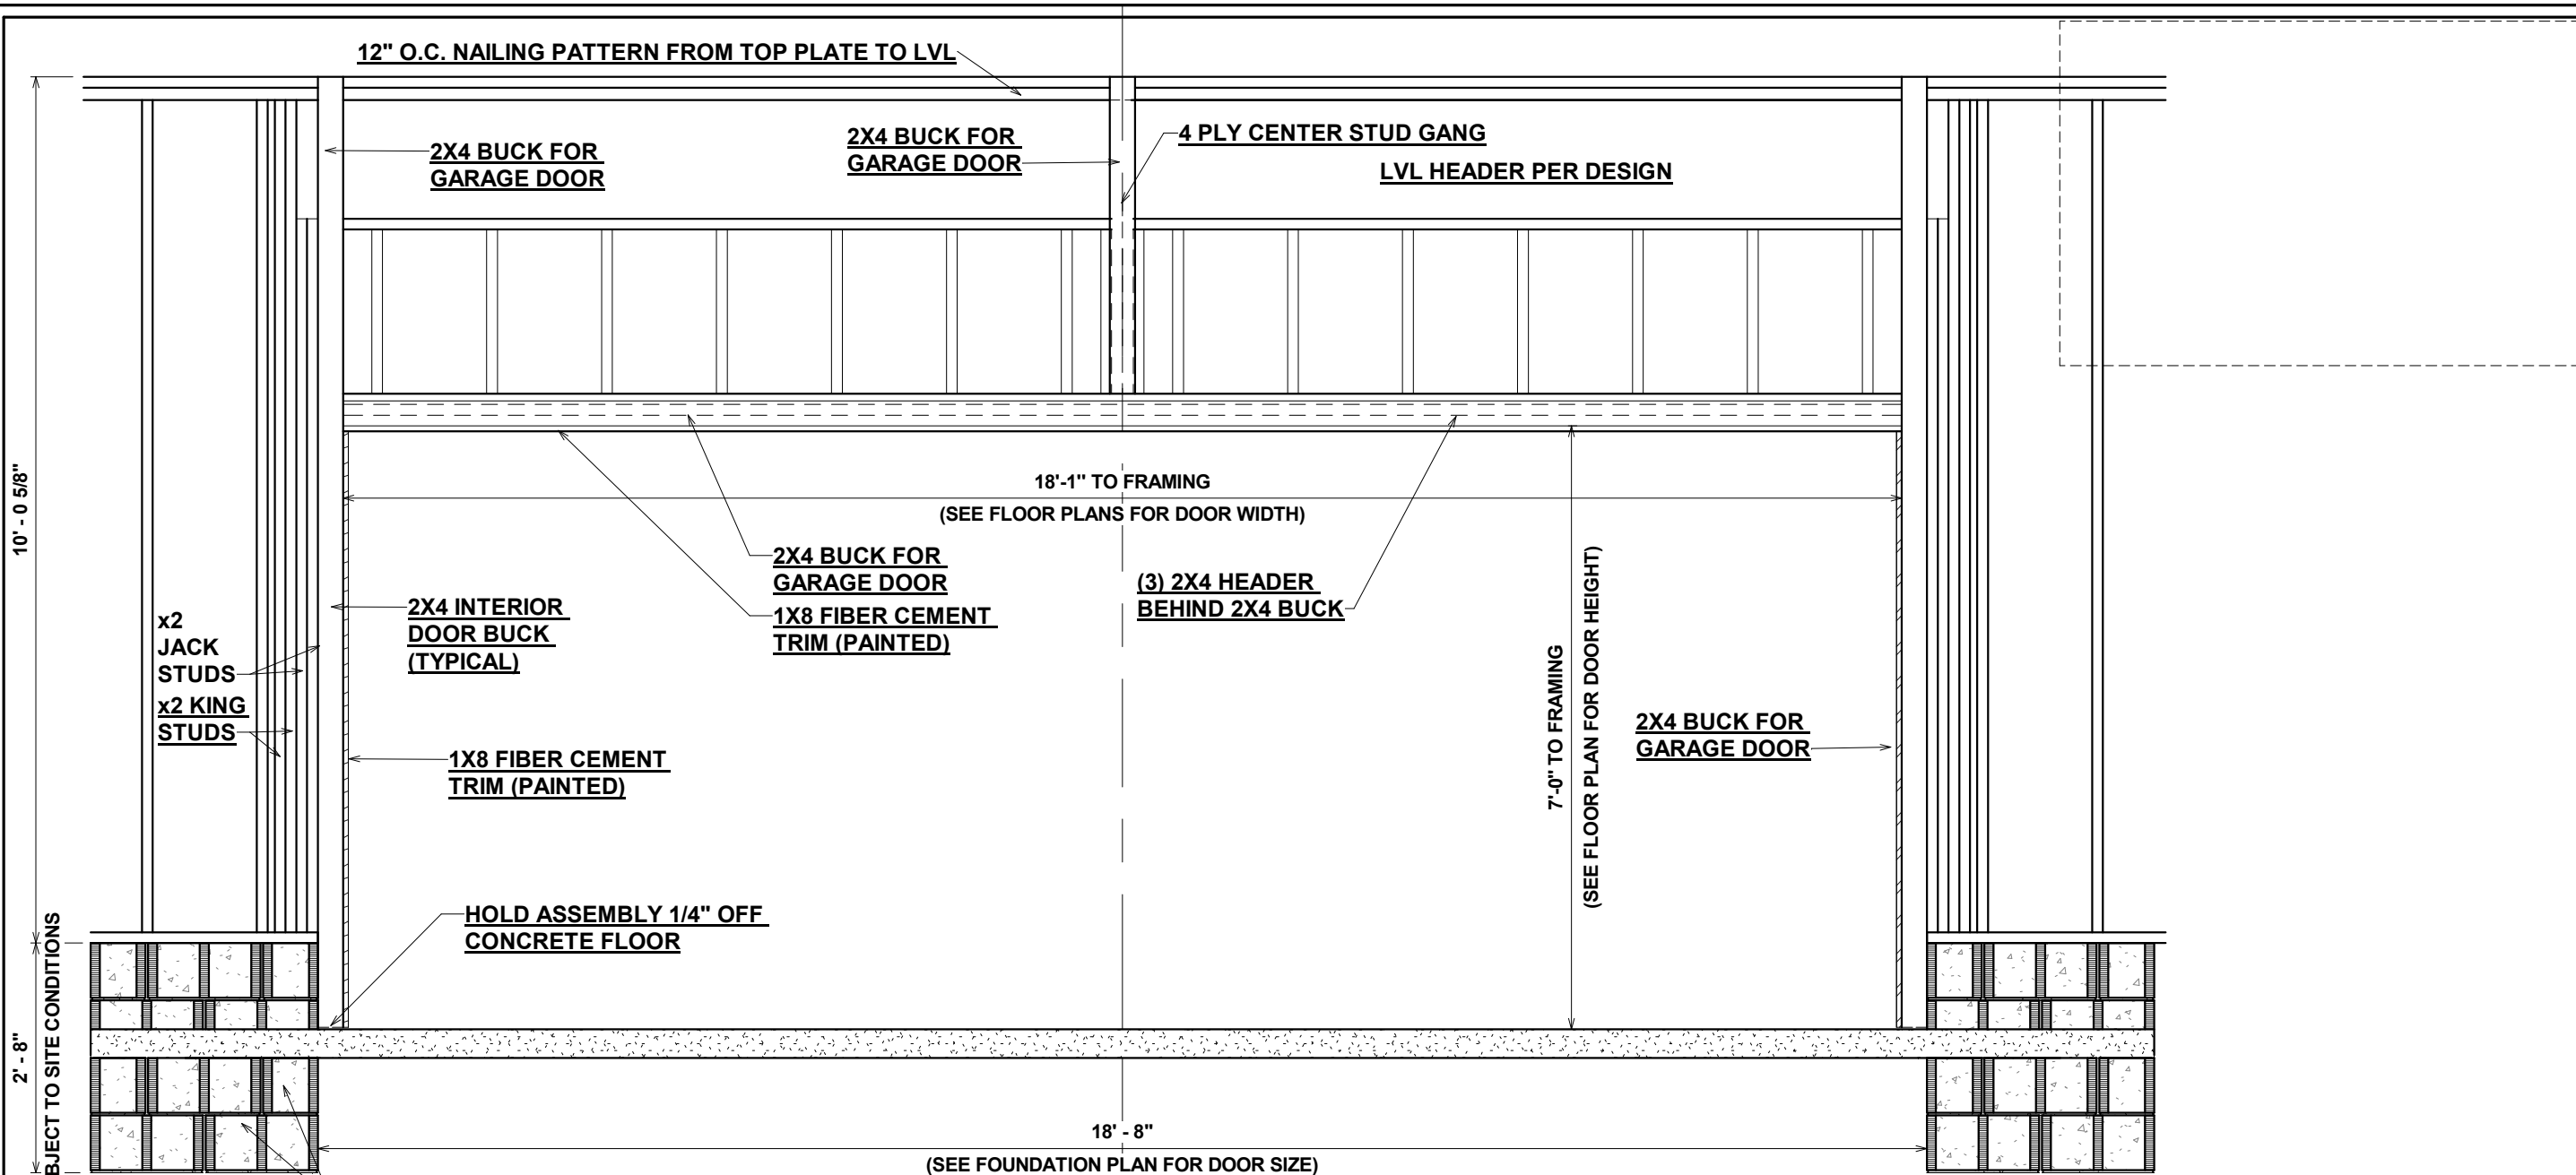 12" O.C. NAILING PATTERN FROM TOP PLATE TO LVL
2X4 BUCK FOR
GARAGE DOOR
2X4 BUCK FOR
GARAGE DOOR
4 PLY CENTER STUD GANG
LVL HEADER PER DESIGN
10' - 0 5/8"
18'-1" TO FRAMING
(SEE FLOOR PLANS FOR DOOR WIDTH)
2X4 BUCK FOR
GARAGE DOOR
1X8 FIBER CEMENT
TRIM (PAINTED)
(3) 2X4 HEADER
BEHIND 2X4 BUCK
x2
JACK
STUDS
x2 KING
STUDS
2X4 INTERIOR
DOOR BUCK
(TYPICAL)
7'-0" TO FRAMING
(SEE FLOOR PLAN FOR DOOR HEIGHT)
2X4 BUCK FOR
GARAGE DOOR
1X8 FIBER CEMENT
TRIM (PAINTED)
HOLD ASSEMBLY 1/4" OFF
CONCRETE FLOOR
2' - 8"
BJECT TO SITE CONDITIONS
18' - 8"
(SEE FOUNDATION PLAN FOR DOOR SIZE)